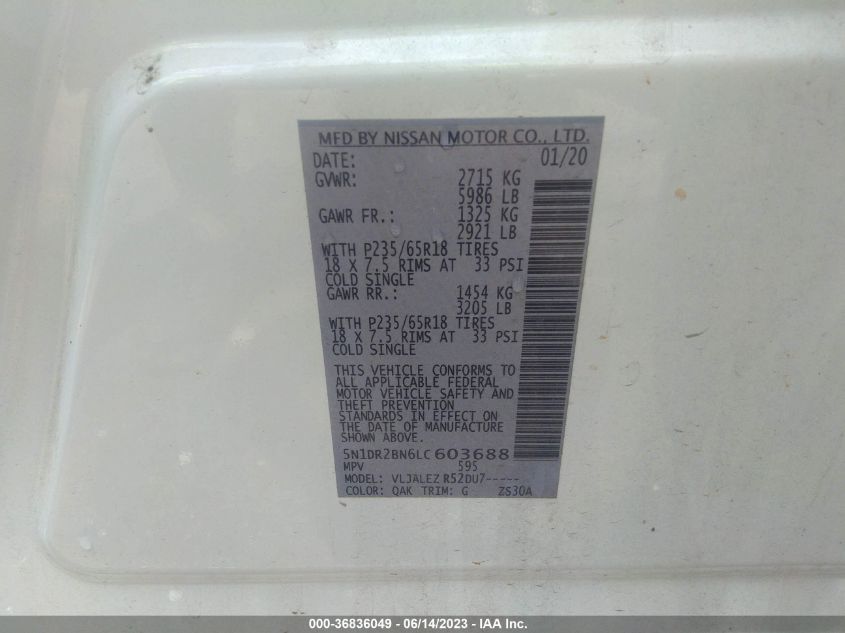 MFD BY NISSAN MOTOR CO., LTD.
DATE: 01/20
GVWR: 2715 KG
5986 LB
GAWR FR.: 1325 KG
2921 LB
WITH P235/65R18 TIRES
18 X 7.5 RIMS AT 33 PSI
COLD SINGLE
GAWR RR.: 1454 KG
3205 LB
WITH P235/65R18 TIRES
18 X 7.5 RIMS AT 33 PSI
COLD SINGLE
THIS VEHICLE CONFORMS TO
ALL APPLICABLE FEDERAL
MOTOR VEHICLE SAFETY AND
THEFT PREVENTION
STANDARDS IN EFFECT ON
THE DATE OF MANUFACTURE
SHOWN ABOVE.
5N1DR2BN6LC603688
MPV 595
MODEL: VLJALEZ R52DU7-----
COLOR: QAK TRIM: G ZS30A
000-36836049 - 06/14/2023 - IAA Inc.